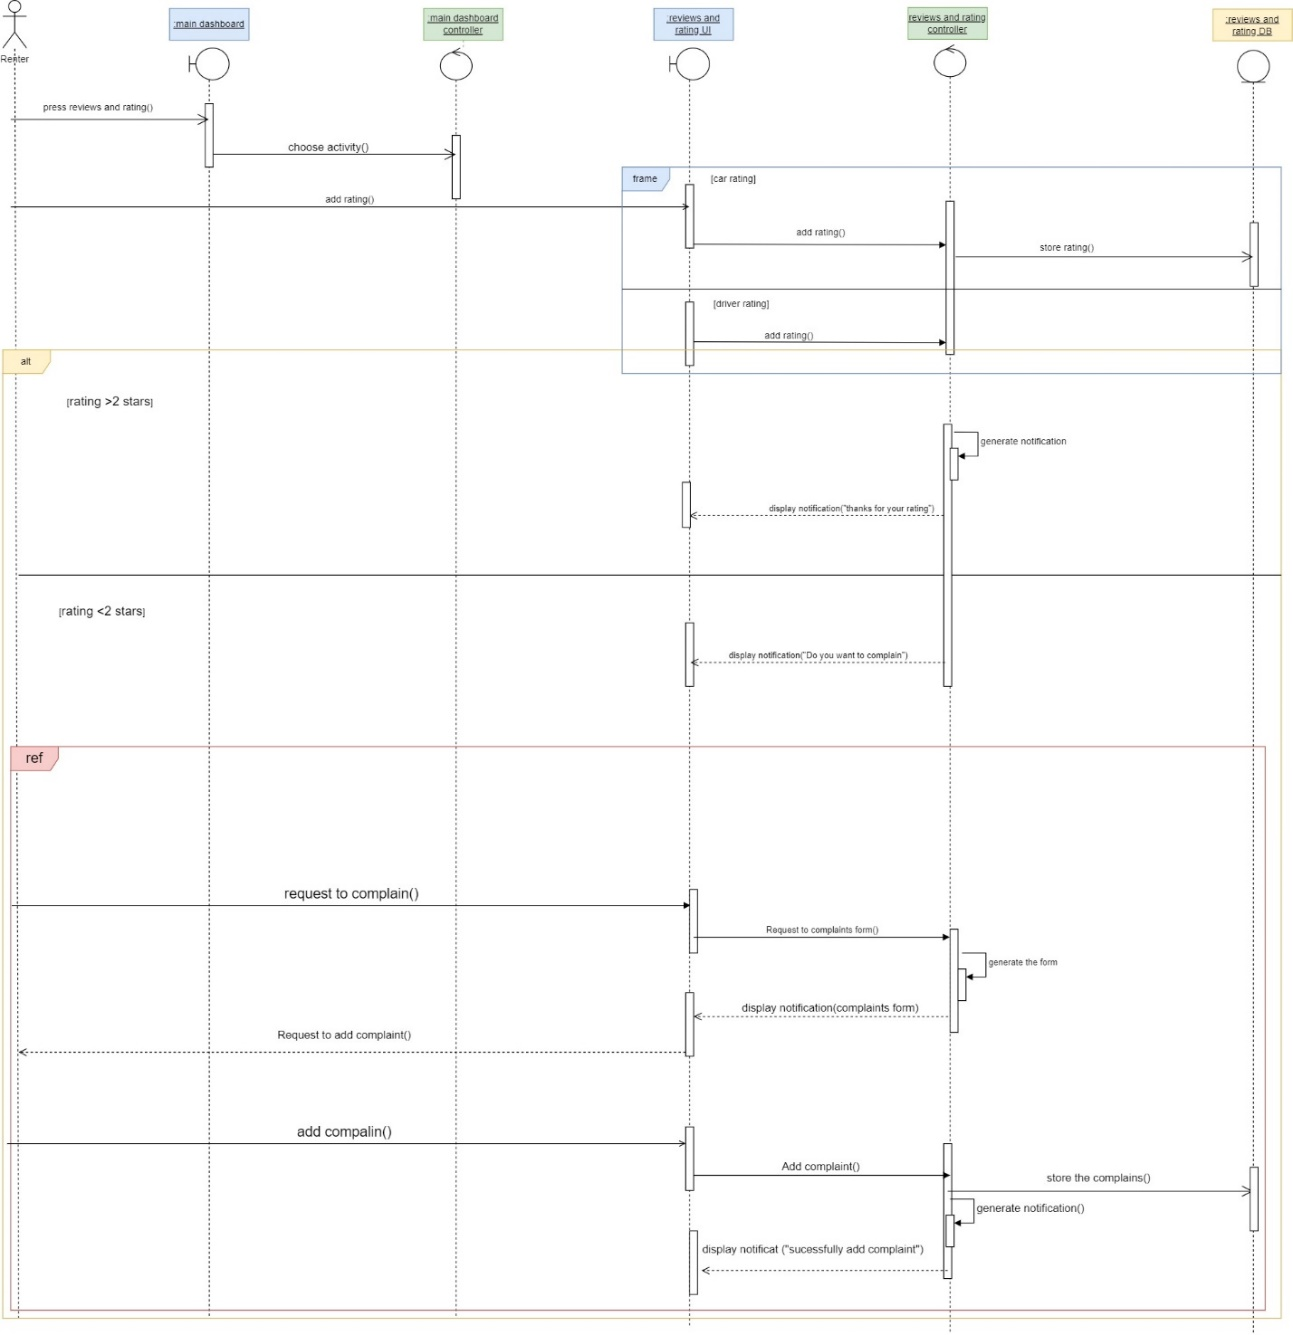 Renter
:main dashboard
:main dashboard
controller
:reviews and
rating UI
reviews and rating
controller
:reviews and
rating DB
press reviews and rating()
choose activity()
frame
[car rating]
add rating()
add rating()
store rating()
[driver rating]
add rating()
alt
[rating >2 stars]
generate notification
display notification("thanks for your rating")
[rating <2 stars]
display notification("Do you want to complain")
ref
request to complain()
Request to complaints form()
generate the form
display notification(complaints form)
Request to add complaint()
add compalin()
Add complaint()
store the complains()
generate notification()
display notificat ("sucessfully add complaint")